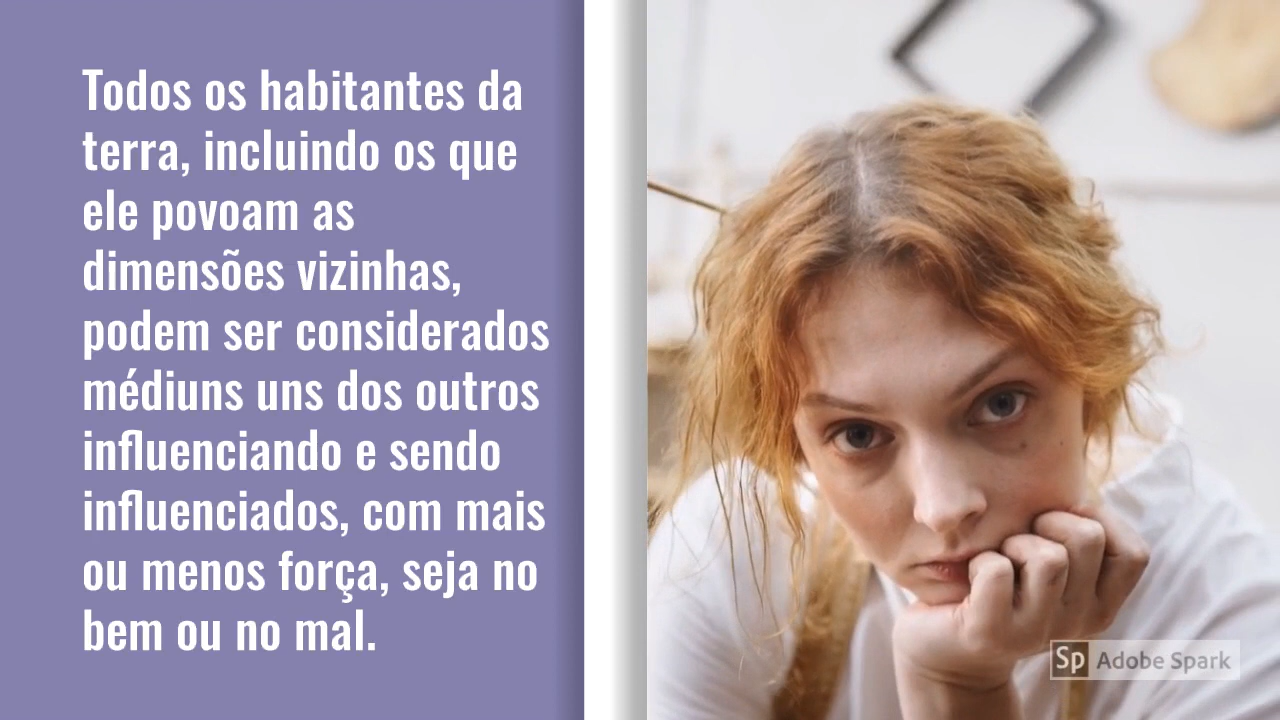 Todos os habitantes da
terra, incluindo os que
ele povoam as
dimensões vizinhas,
podem ser considerados
médiuns uns dos outros
influenciando e sendo
influenciados, com mais
ou menos força, seja no
bem ou no mal.
Sp Adobe Spark